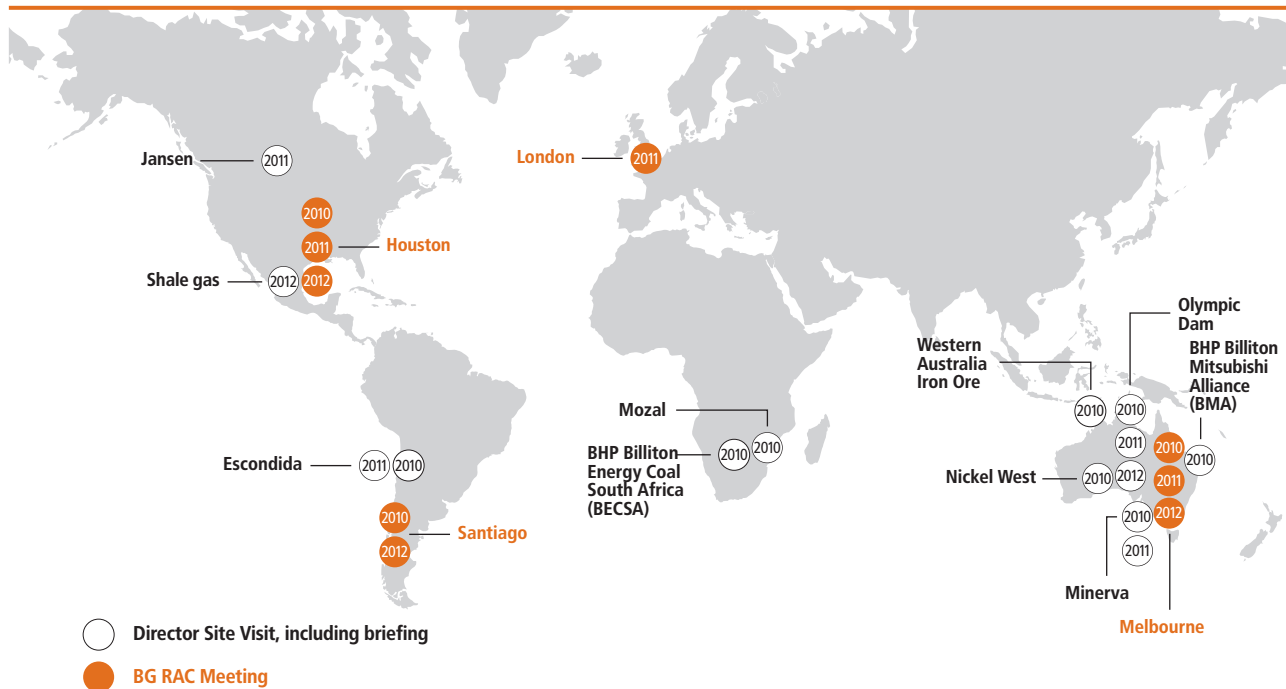 Jansen
2011
London
2011
2010
2011
Houston
Shale gas
2012
2012
Olympic
Dam
Western
Australia
Iron Ore
BHP Billiton
Mitsubishi
Alliance
(BMA)
2010
2010
Mozal
2010
2011
2010
2010
BHP Billiton
Energy Coal
South Africa
(BECSA)
2010
Escondida
2011
2010
Nickel West
2010
2012
2011
2010
2010
2012
Santiago
2010
2012
2011
Minerva
Melbourne
Director Site Visit, including briefing
BG RAC Meeting